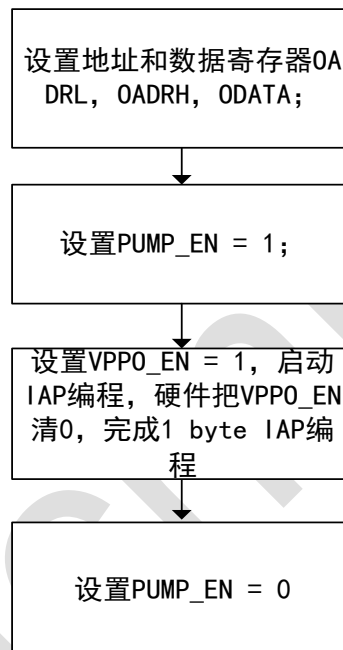 设置地址和数据寄存器OA
DRL, OADRH, ODATA;
设置PUMP_EN = 1;
设置VPPO_EN = 1, 启动
IAP编程, 硬件把VPPO_EN
清0, 完成1 byte IAP编
程
设置PUMP_EN = 0